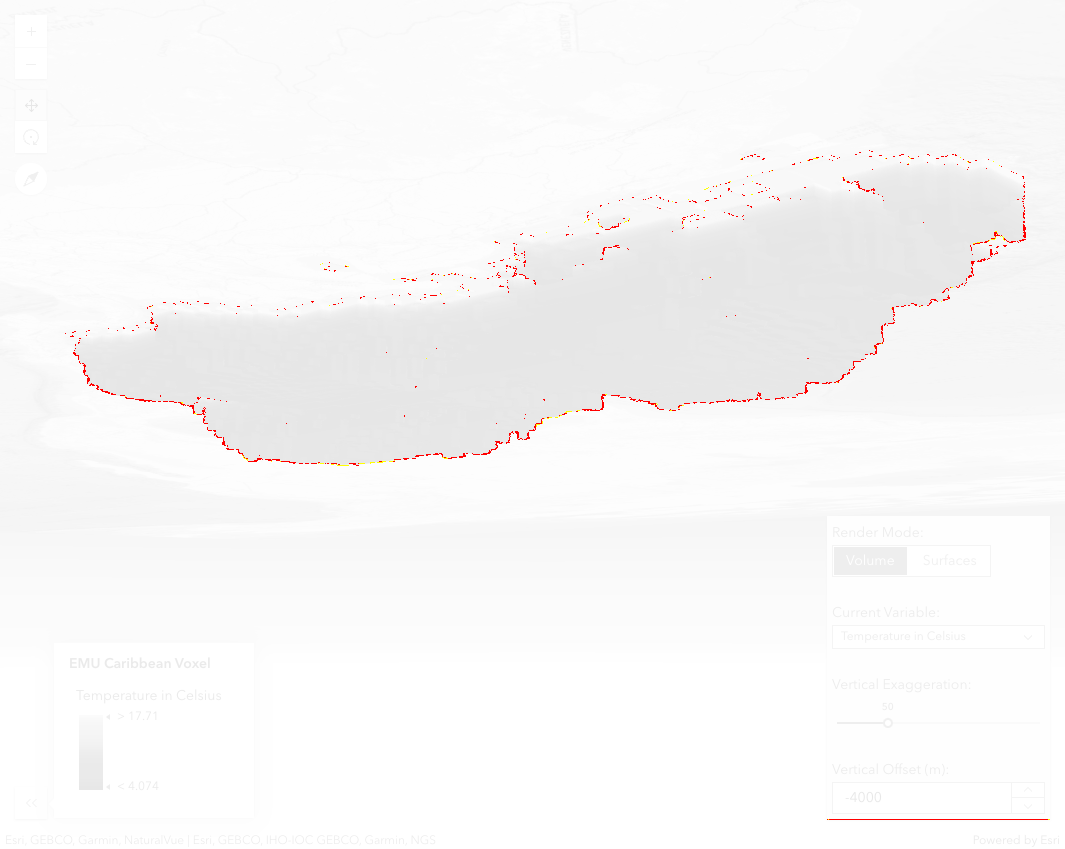 Render Mode:
Volume Surfaces
Current Variable:
Temperature in Celsius
EMU Caribbean Voxel
Vertical Exaggeration:
Temperature in Celsius
50
> 17.71
Vertical Offset (m):
< 4.074
-4000
Esri, GEBCO, Garmin, NaturalVue | Esri, GEBCO, IHO-IOC GEBCO, Garmin, NGS
Powered by Esri